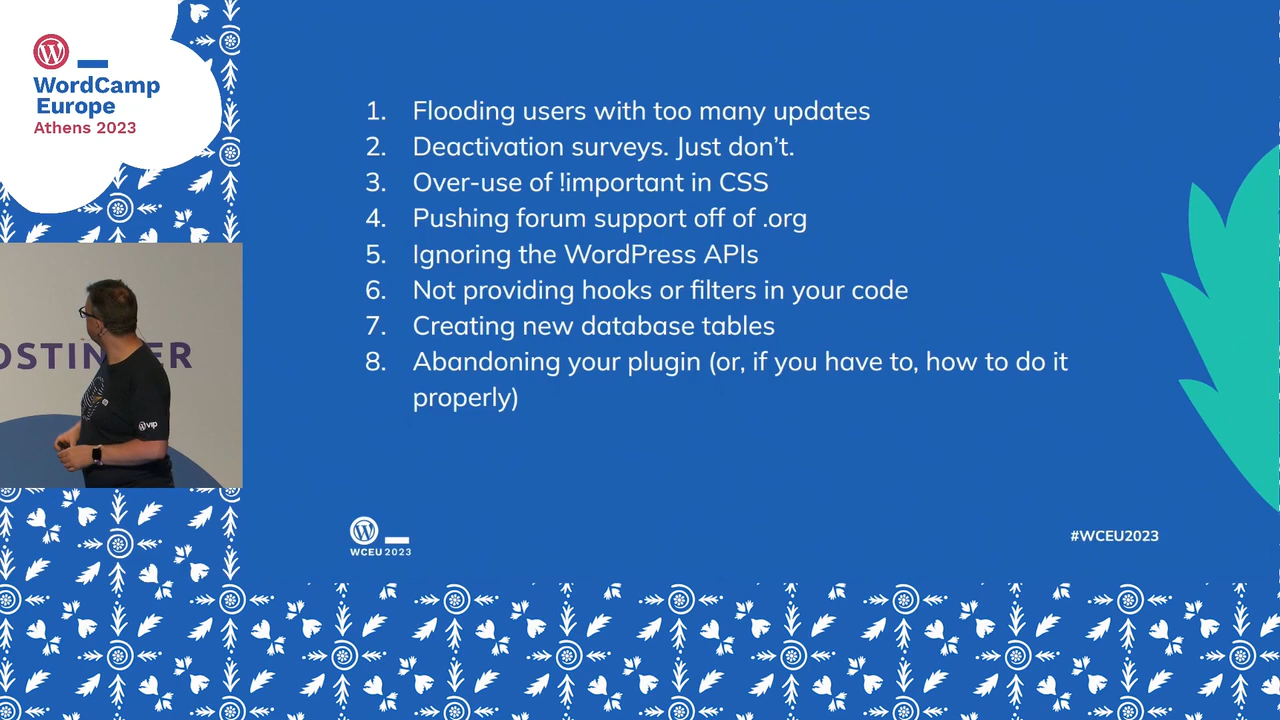 WordCamp
Europe
Athens 2023
1. Flooding users with too many updates
2. Deactivation surveys. Just don't.
3. Over-use of !important in CSS
4. Pushing forum support off of .org
5. Ignoring the WordPress APIs
6. Not providing hooks or filters in your code
7. Creating new database tables
8. Abandoning your plugin (or, if you have to, how to do it
properly)
OSTIN ER
vip
WCEU 2023
#WCEU2023